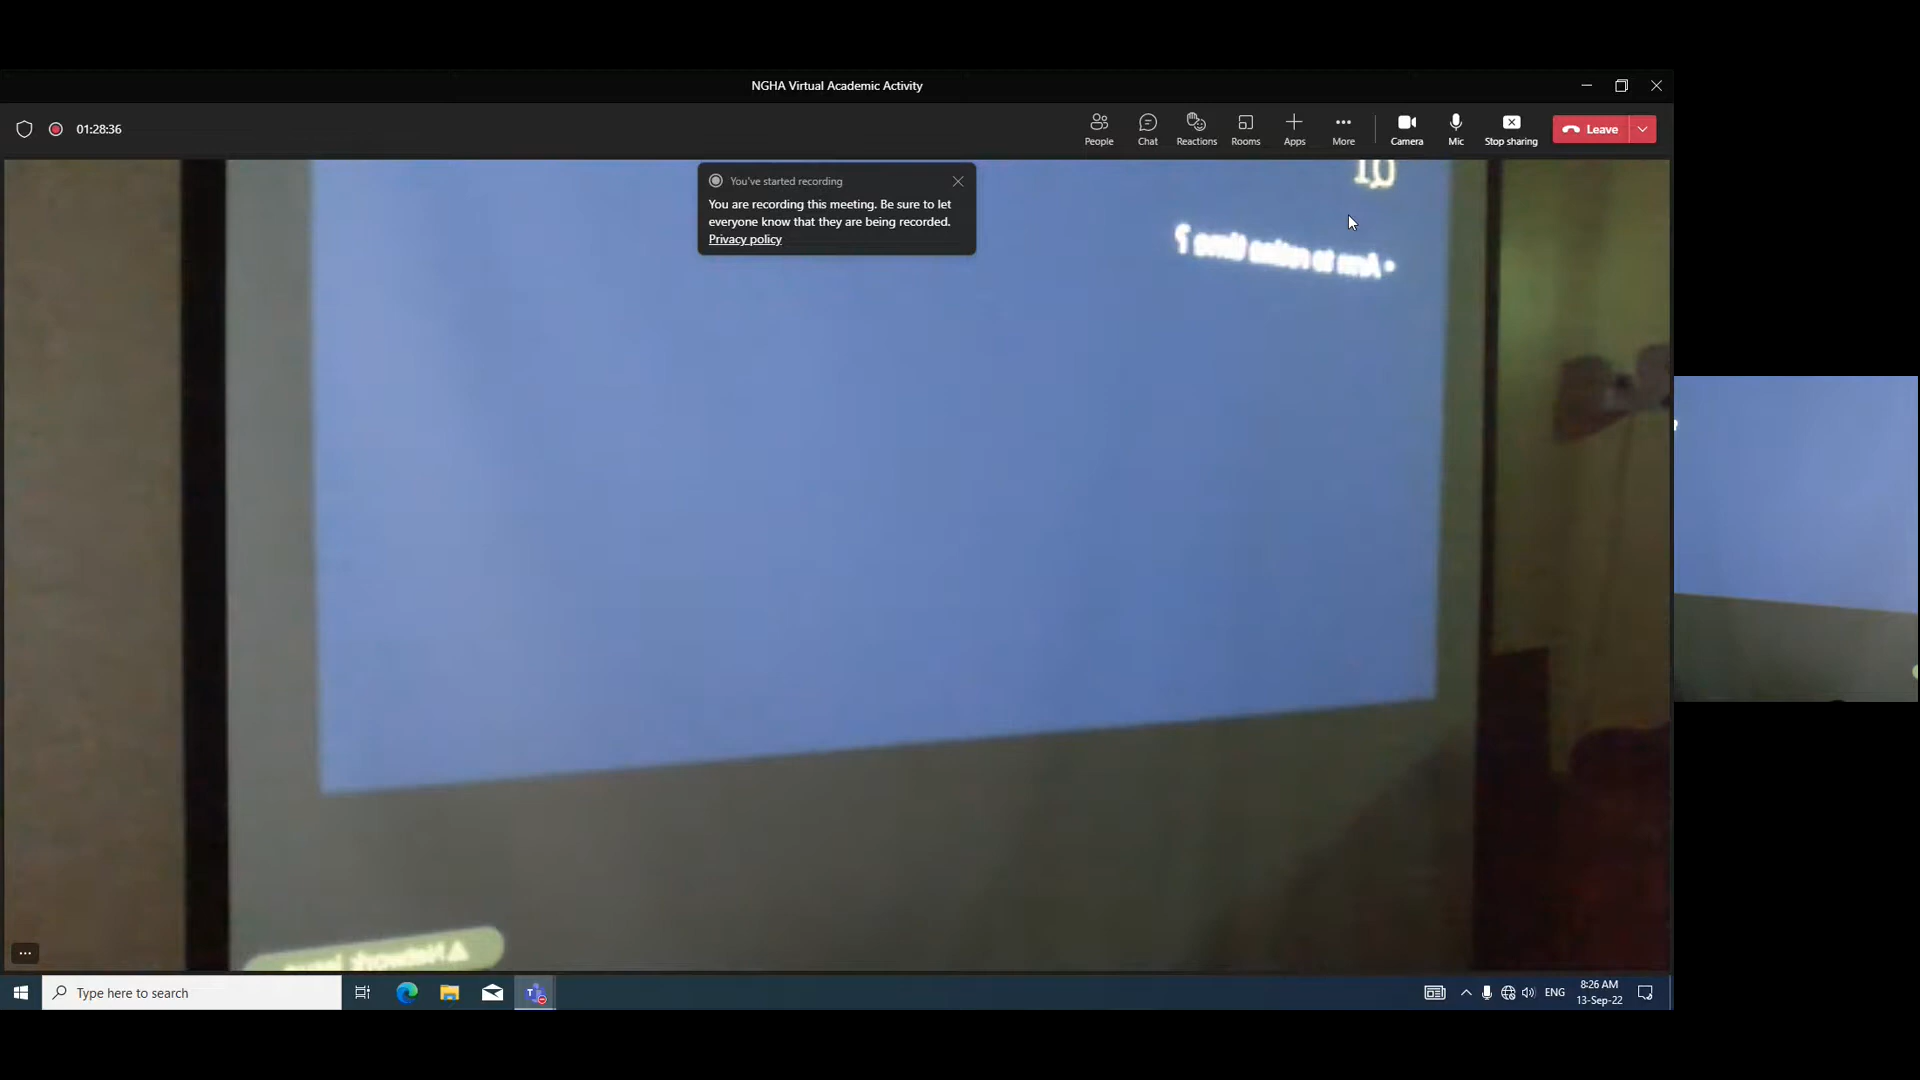 NGHA Virtual Academic Activity
01:28:36
People
Chat
Reactions
Rooms
Apps
More
Camera
Mic
Stop sharing
Leave
You've started recording
You are recording this meeting. Be sure to let
everyone know that they are being recorded.
Privacy policy
Q1
Network
Type here to search
ENG
8:26 AM
13-Sep-22